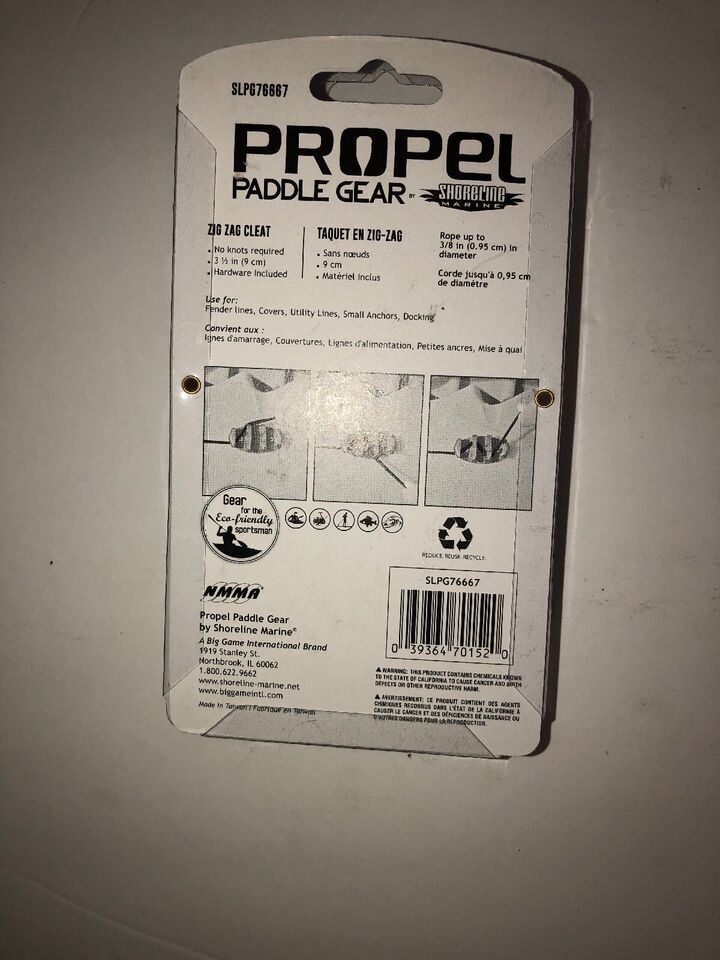 SLPG76667
PROPEL
PADDLE GEAR BY SHORELINE
MARINE
ZIG ZAG CLEAT
• No knots required
• 3 ½ in (9 cm)
• Hardware Included
TAQUET EN ZIG-ZAG
• Sans nœuds
• 9 cm
• Matériel inclus
Rope up to
3/8 in (0.95 cm) in
diameter
Corde jusqu'à 0,95 cm
de diamètre
Use for:
Fender lines, Covers, Utility Lines, Small Anchors, Docking
Convient aux :
lignes d'amarrage, Couvertures, Lignes d'alimentation, Petites ancres, Mise à quai
Gear
for the
Eco-friendly
sportsman
REDUCE. REUSE. RECYCLE.
NMMA®
Propel Paddle Gear
by Shoreline Marine®
A Big Game International Brand
1919 Stanley St.
Northbrook, IL 60062
1.800.622.9662
www.shoreline-marine.net
www.biggameintl.com
Made in Taiwan / Fabriqué en Taiwan
SLPG76667
0 39364 70152 0
WARNING: THIS PRODUCT CONTAINS CHEMICALS KNOWN
TO THE STATE OF CALIFORNIA TO CAUSE CANCER AND BIRTH
DEFECTS OR OTHER REPRODUCTIVE HARM.
AVERTISSEMENT: CE PRODUIT CONTIENT DES AGENTS
CHIMIQUES RECONNUS DANS L'ÉTAT DE LA CALIFORNIE À
CAUSER LE CANCER ET DES DÉFICIENCES DE NAISSANCE OU
D'AUTRES DANGERS POUR LA REPRODUCTION.